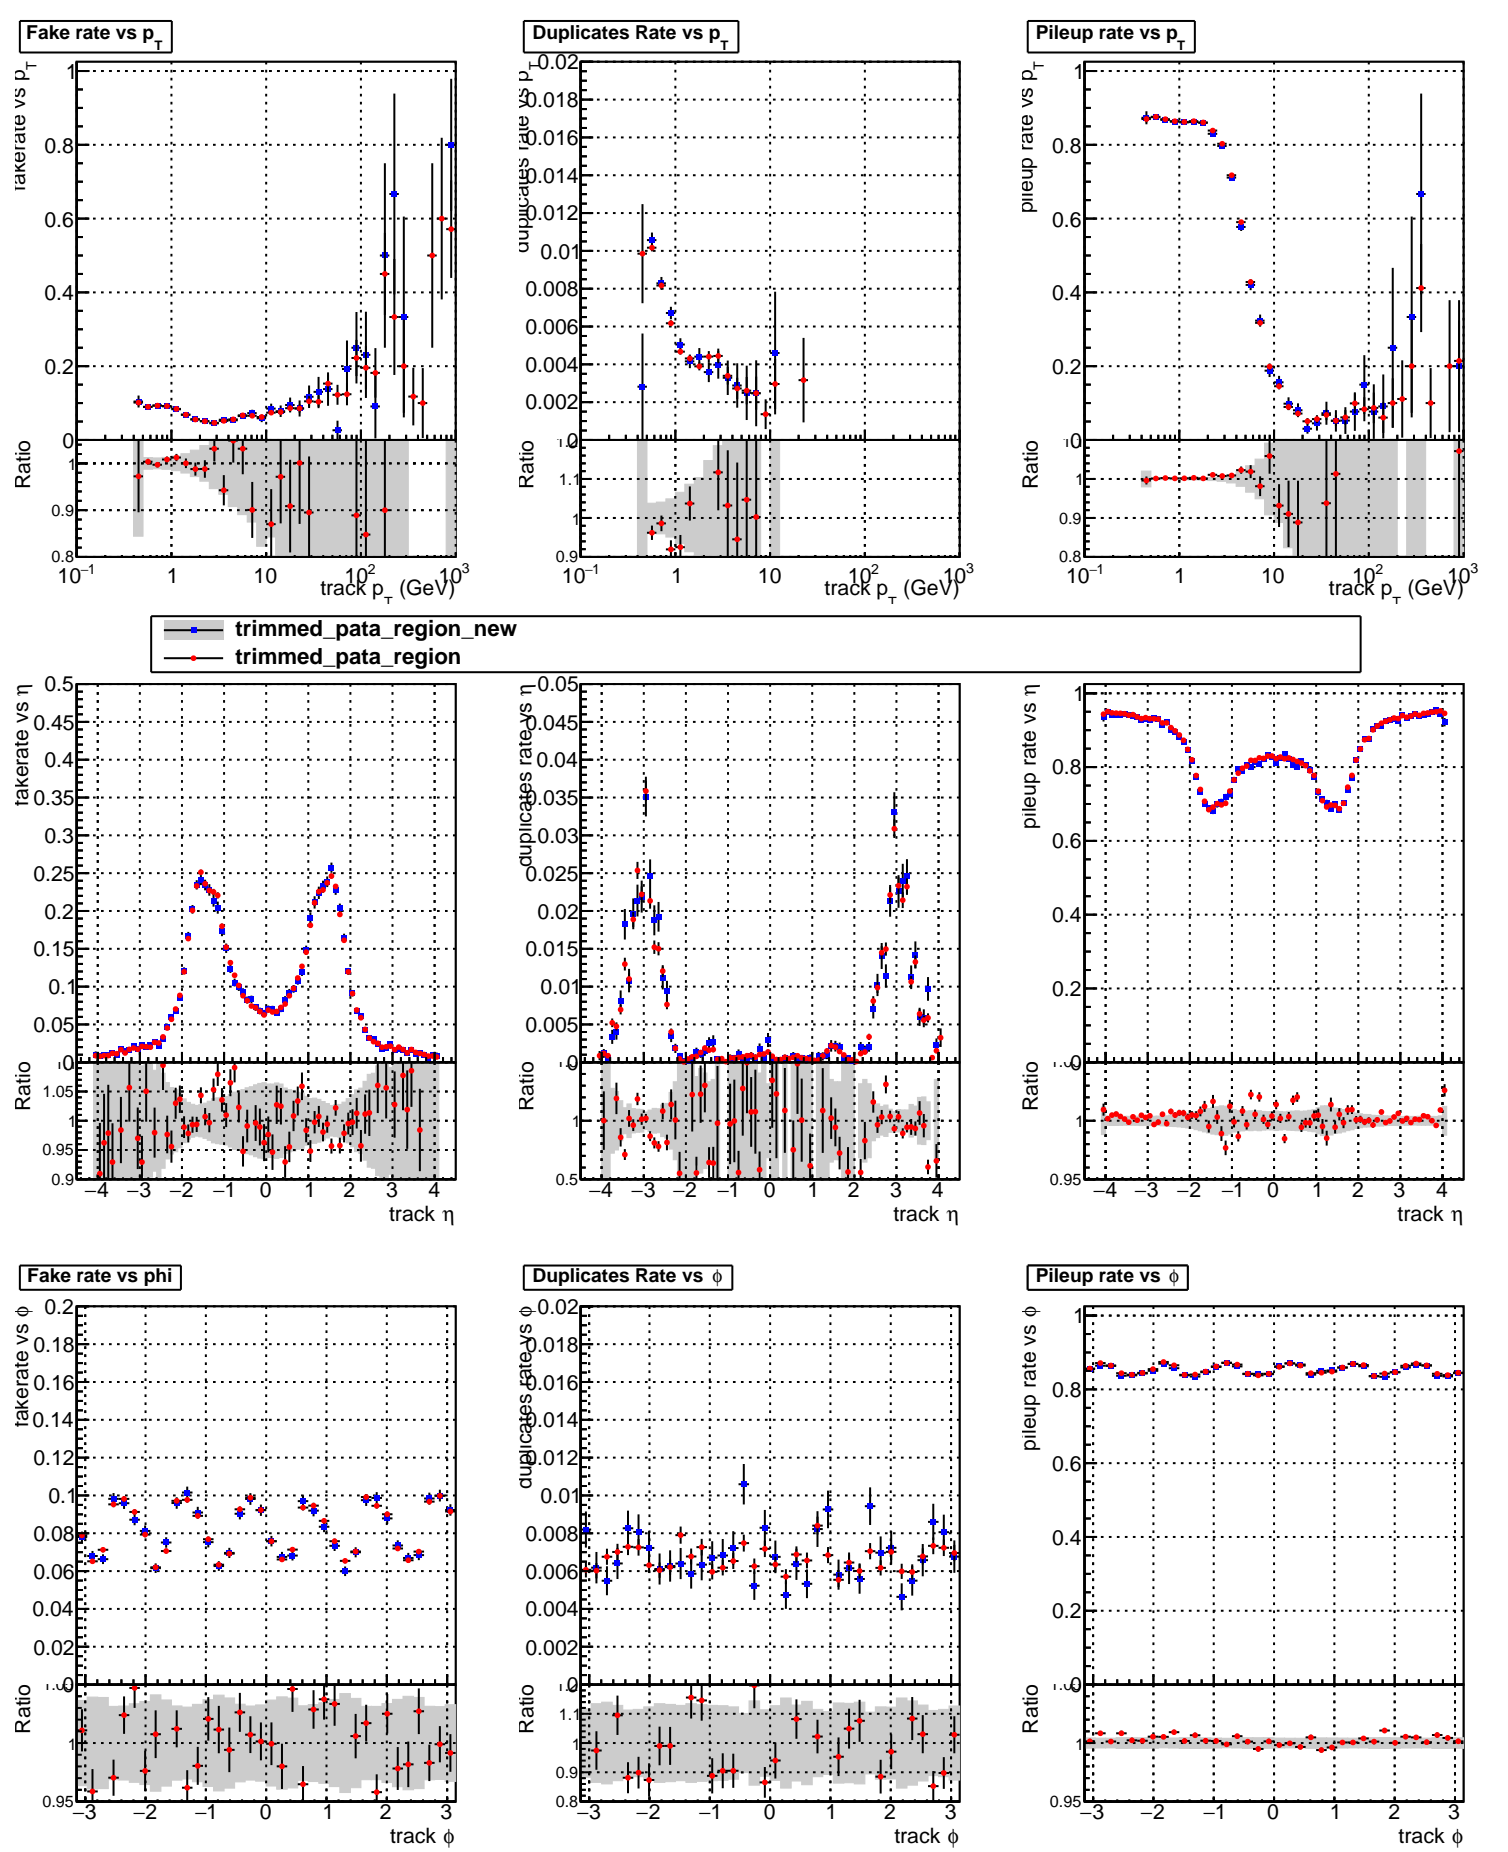 Fake rate vs p_T
Duplicates Rate vs p_T
Pileup rate vs p_T
fakerate vs p_T
1
0.8
0.6
0.4
0.2
0
Ratio
1
0.9
0.8
10⁻¹ 1 10 10² 10³
track p_T (GeV)
duplicates rate vs p_T
0.02
0.018
0.016
0.014
0.012
0.01
0.008
0.006
0.004
0.002
0
Ratio
1.1
1
0.9
10⁻¹ 1 10 10² 10³
track p_T (GeV)
pileup rate vs p_T
1
0.8
0.6
0.4
0.2
0
Ratio
1.1
1
0.9
0.8
10⁻¹ 1 10 10² 10³
track p_T (GeV)
trimmed_pata_region_new
trimmed_pata_region
fakerate vs η
0.5
0.45
0.4
0.35
0.3
0.25
0.2
0.15
0.1
0.05
0
Ratio
1.05
1
0.95
0.9
−4 −3 −2 −1 0 1 2 3 4
track η
duplicates rate vs η
0.05
0.045
0.04
0.035
0.03
0.025
0.02
0.015
0.01
0.005
0
Ratio
1
0.5
−4 −3 −2 −1 0 1 2 3 4
track η
pileup rate vs η
1
0.8
0.6
0.4
0.2
0
Ratio
1
0.95
−4 −3 −2 −1 0 1 2 3 4
track η
Fake rate vs phi
Duplicates Rate vs ϕ
Pileup rate vs ϕ
fakerate vs ϕ
0.2
0.18
0.16
0.14
0.12
0.1
0.08
0.06
0.04
0.02
0
Ratio
1
0.95
−3 −2 −1 0 1 2 3
track ϕ
duplicates rate vs ϕ
0.02
0.018
0.016
0.014
0.012
0.01
0.008
0.006
0.004
0.002
0
Ratio
1.1
1
0.9
0.8
−3 −2 −1 0 1 2 3
track ϕ
pileup rate vs ϕ
1
0.8
0.6
0.4
0.2
0
Ratio
1
0.95
−3 −2 −1 0 1 2 3
track ϕ